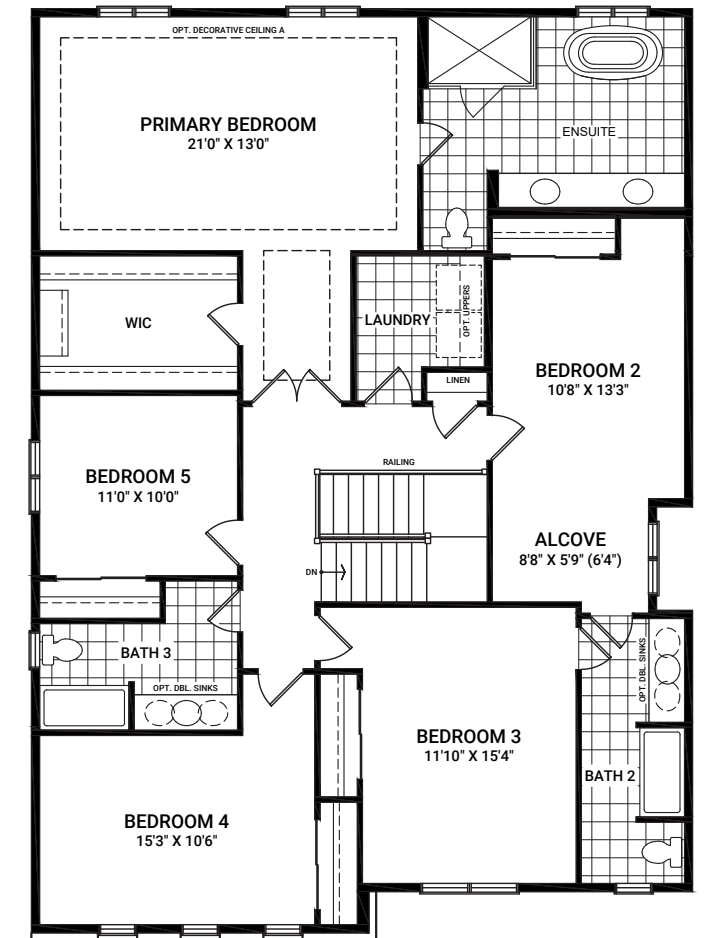 OPT. DECORATIVE CEILING A
PRIMARY BEDROOM
21'0" X 13'0"
ENSUITE
WIC
LAUNDRY
OPT. UPPERS
LINEN
BEDROOM 2
10'8" X 13'3"
RAILING
BEDROOM 5
11'0" X 10'0"
ALCOVE
8'8" X 5'9" (6'4")
DN
BATH 3
OPT. DBL. SINKS
OPT. DBL. SINKS
BEDROOM 3
11'10" X 15'4"
BATH 2
BEDROOM 4
15'3" X 10'6"